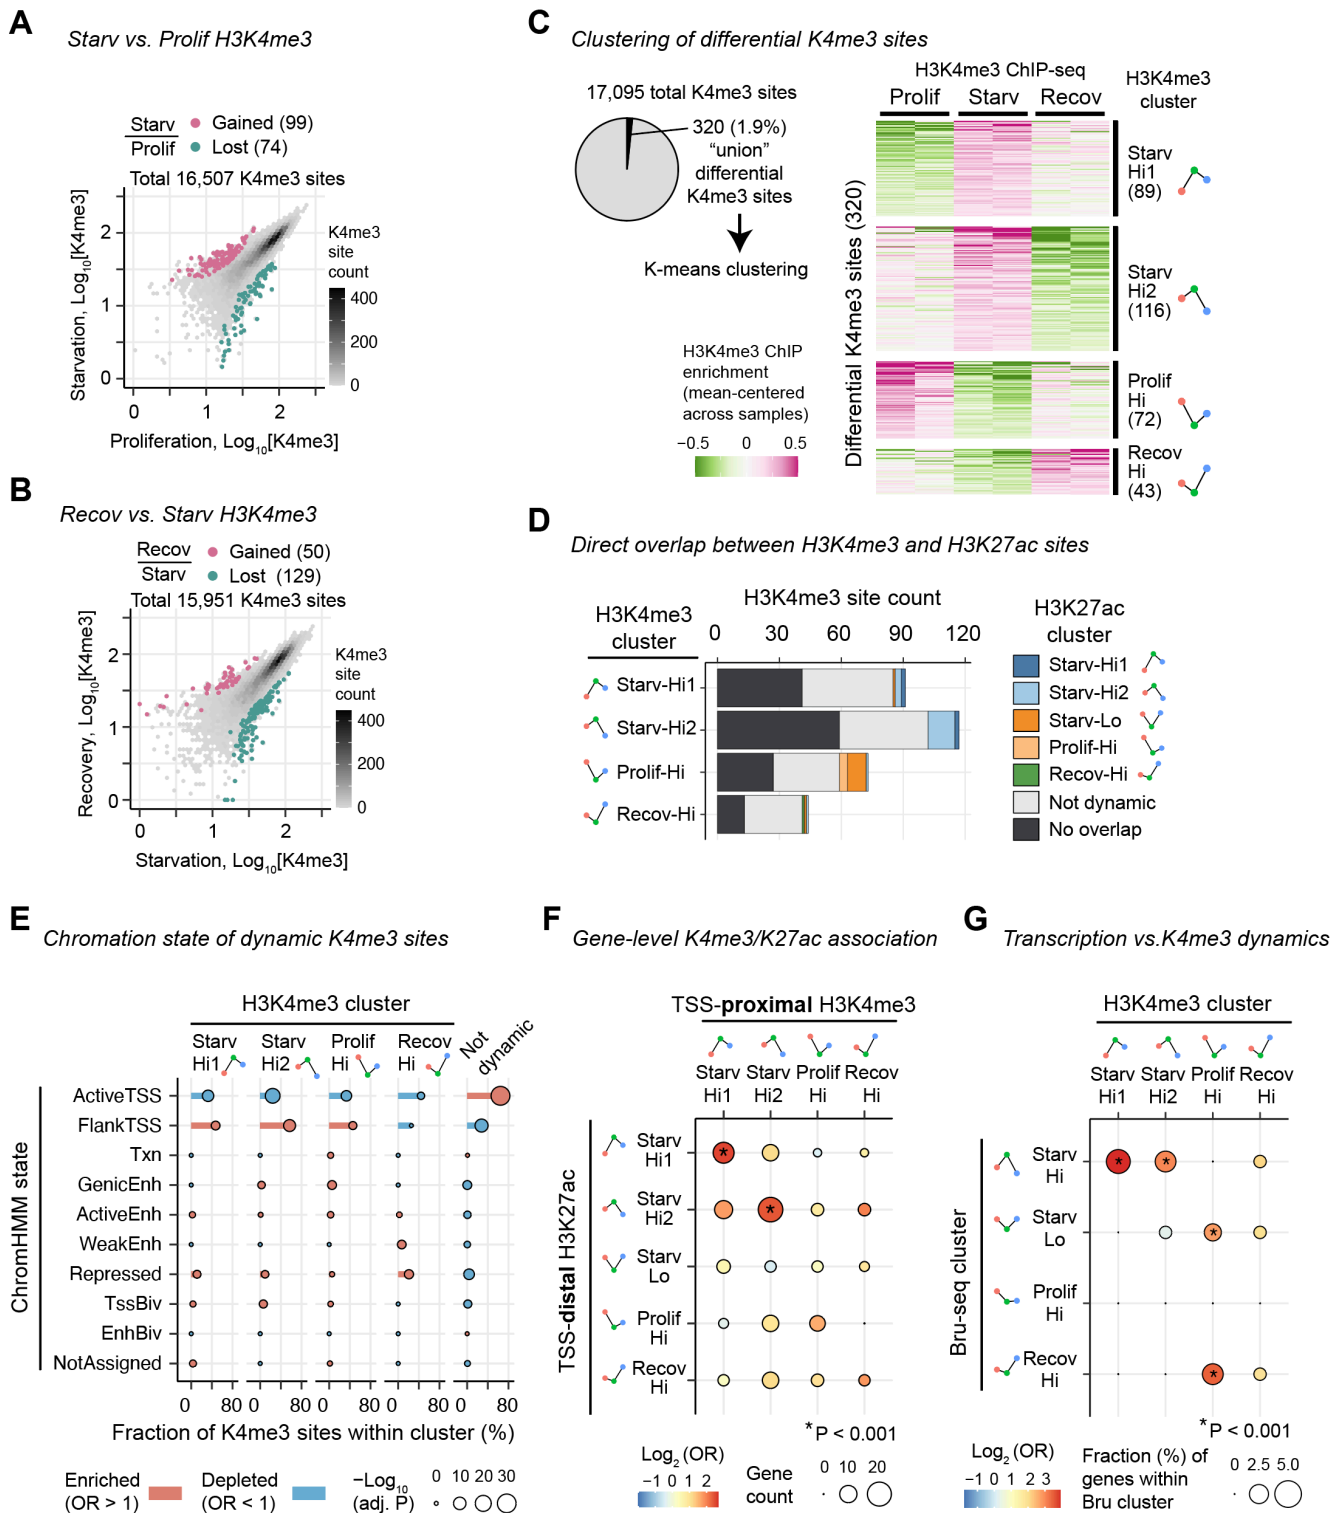 A
Starv vs. Prolif H3K4me3
Starv
Prolif
Gained (99)
Lost (74)
Total 16,507 K4me3 sites
Starvation, Log10[K4me3]
2
1
0
0
1
2
Proliferation, Log10[K4me3]
K4me3
site
count
400
200
0
B
Recov vs. Starv H3K4me3
Recov
Starv
Gained (50)
Lost (129)
Total 15,951 K4me3 sites
Recovery, Log10[K4me3]
2
1
0
0
1
2
Starvation, Log10[K4me3]
K4me3
site
count
400
200
0
C
Clustering of differential K4me3 sites
17,095 total K4me3 sites
320 (1.9%)
“union”
differential
K4me3 sites
K-means clustering
H3K4me3 ChIP
enrichment
(mean-centered
across samples)
−0.5 0 0.5
H3K4me3 ChIP-seq
Prolif Starv Recov
H3K4me3
cluster
Differential K4me3 sites (320)
Starv
Hi1
(89)
Starv
Hi2
(116)
Prolif
Hi
(72)
Recov
Hi
(43)
D
Direct overlap between H3K4me3 and H3K27ac sites
H3K4me3
cluster
H3K4me3 site count
0 30 60 90 120
Starv-Hi1
Starv-Hi2
Prolif-Hi
Recov-Hi
H3K27ac
cluster
Starv-Hi1
Starv-Hi2
Starv-Lo
Prolif-Hi
Recov-Hi
Not dynamic
No overlap
E
Chromation state of dynamic K4me3 sites
H3K4me3 cluster
Starv
Hi1
Starv
Hi2
Prolif
Hi
Recov
Hi
Not
dynamic
ChromHMM state
ActiveTSS
FlankTSS
Txn
GenicEnh
ActiveEnh
WeakEnh
Repressed
TssBiv
EnhBiv
NotAssigned
0 80 0 80 0 80 0 80 0 80
Fraction of K4me3 sites within cluster (%)
Enriched
(OR > 1)
Depleted
(OR < 1)
−Log10
(adj. P)
0 10 20 30
F
Gene-level K4me3/K27ac association
TSS-proximal H3K4me3
Starv
Hi1
Starv
Hi2
Prolif
Hi
Recov
Hi
TSS-distal H3K27ac
Starv
Hi1
Starv
Hi2
Starv
Lo
Prolif
Hi
Recov
Hi
*
*
*P < 0.001
Log2 (OR)
−1 0 1 2
Gene
count
0 10 20
G
Transcription vs.K4me3 dynamics
H3K4me3 cluster
Starv
Hi1
Starv
Hi2
Prolif
Hi
Recov
Hi
Bru-seq cluster
Starv
Hi
Starv
Lo
Prolif
Hi
Recov
Hi
* *
*
*
*P < 0.001
Log2 (OR)
−1 0 1 2 3
Fraction (%) of
genes within
Bru cluster
0 2.5 5.0